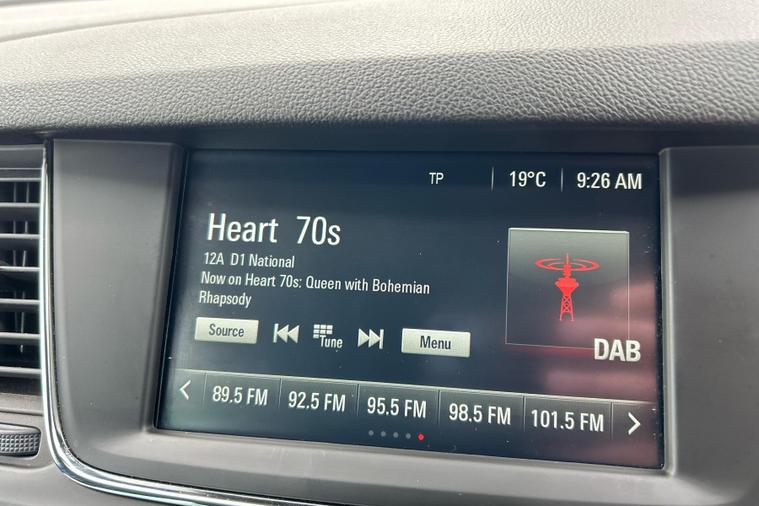 TP 19°C 9:26 AM
Heart 70s
12A D1 National
Now on Heart 70s: Queen with Bohemian
Rhapsody
Source Tune Menu
DAB
89.5 FM 92.5 FM 95.5 FM 98.5 FM 101.5 FM